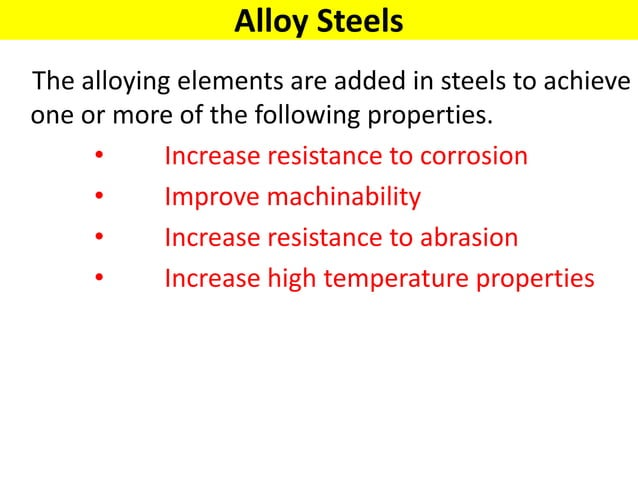 Alloy Steels
The alloying elements are added in steels to achieve
one or more of the following properties.
• Increase resistance to corrosion
• Improve machinability
• Increase resistance to abrasion
• Increase high temperature properties